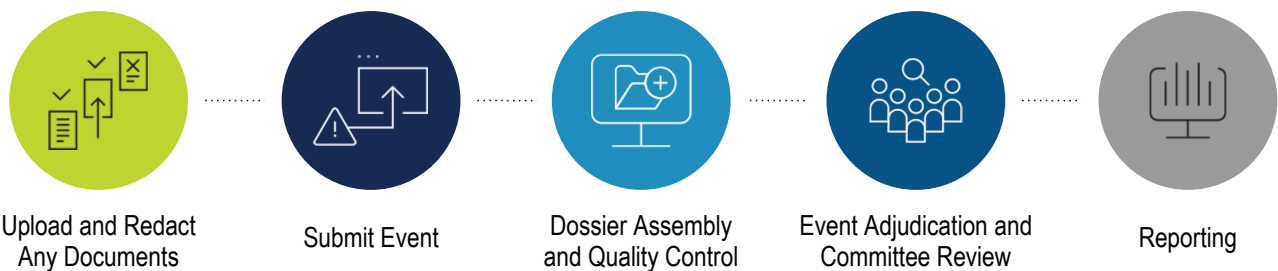 Upload and Redact
Any Documents
Submit Event
Dossier Assembly
and Quality Control
Event Adjudication and
Committee Review
Reporting